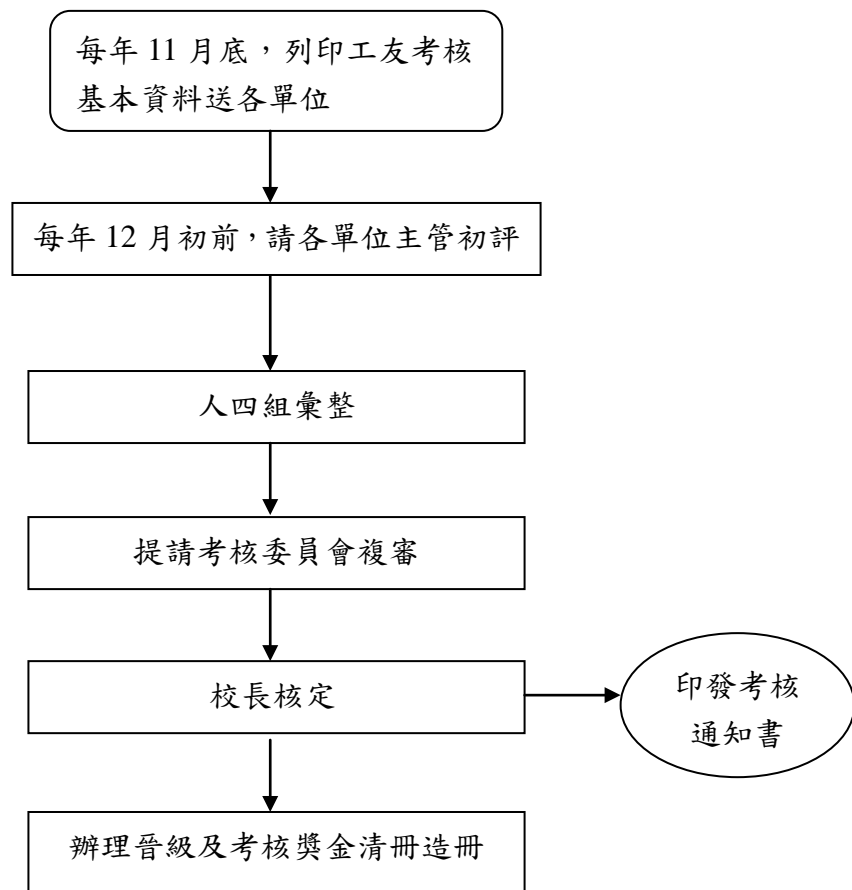 每年 11 月底，列印工友考核
基本資料送各單位
每年 12 月初前，請各單位主管初評
人四組彙整
提請考核委員會複審
校長核定
印發考核
通知書
辦理晉級及考核獎金清冊造冊